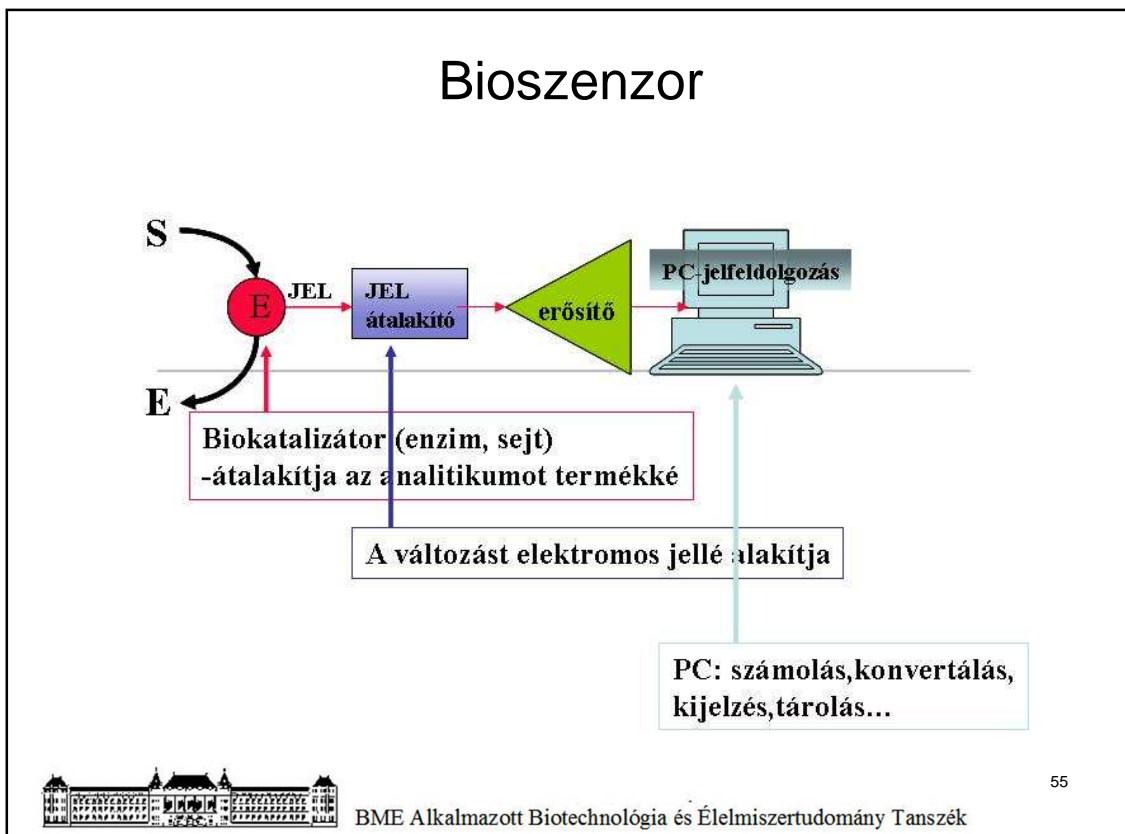 Bioszenzor
S
E
JEL
JEL
átalakító
erősítő
PC-jelfeldolgozás
E
Biokatalizátor (enzim, sejt)
-átalakítja az analitikumot termékké
A változást elektromos jellé alakítja
PC: számolás,konvertálás,
kijelzés,tárolás...
55
BME Alkalmazott Biotechnológia és Élelmiszertudomány Tanszék